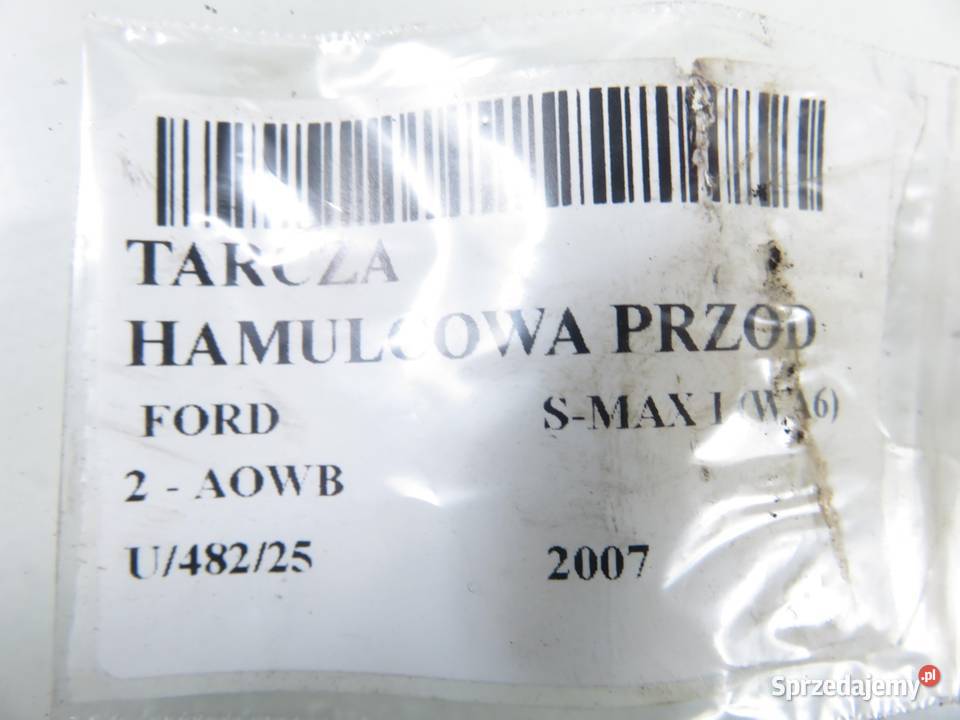 TARCZA
HAMULCOWA PRZOD
FORD S-MAX I (WA6)
2 - AOWB
U/482/25 2007
Sprzedajemy.pl